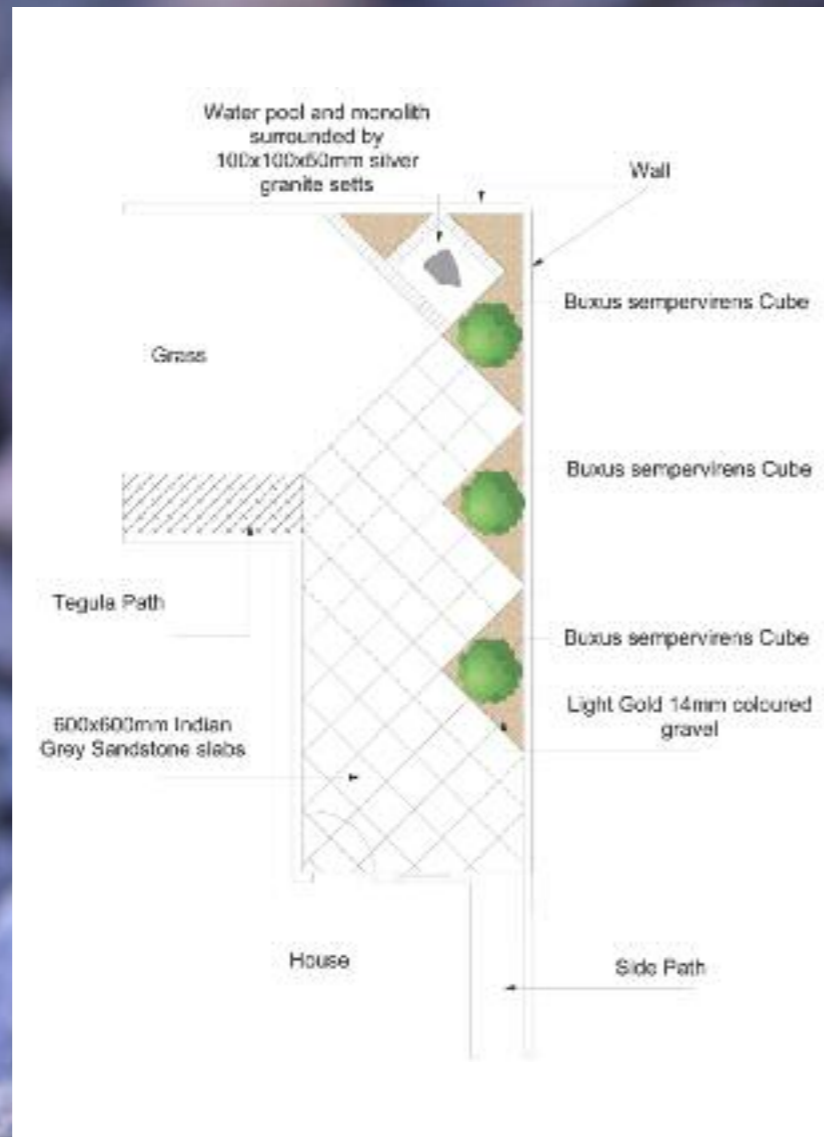 Water pool and monolith
surrounded by
100x100x50mm silver
granite setts
Wall
Buxus sempervirens Cube
Grass
Buxus sempervirens Cube
Tegula Path
Buxus sempervirens Cube
Light Gold 14mm coloured
gravel
600x600mm Indian
Grey Sandstone slabs
House
Side Path